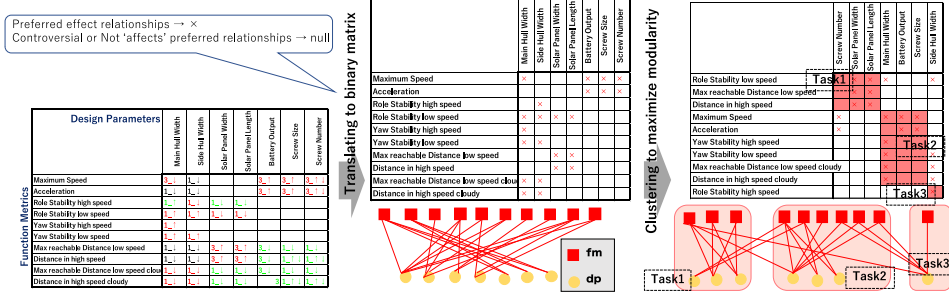 Preferred effect relationships → ×
Controversial or Not 'affects' preferred relationships → null
Design Parameters
Main Hull Width
Side Hull Width
Solar Panel Width
Solar Panel Length
Battery Output
Screw Size
Screw Number
Function Metrics
Maximum Speed
Acceleration
Role Stability high speed
Role Stability low speed
Yaw Stability high speed
Yaw Stability low speed
Max reachable Distance low speed
Distance in high speed
Max reachable Distance low speed clou
Distance in high speed cloudy
Translating to binary matrix
Main Hull Width
Side Hull Width
Solar Panel Width
Solar Panel Length
Battery Output
Screw Size
Screw Number
Maximum Speed
Acceleration
Role Stability high speed
Role Stability low speed
Yaw Stability high speed
Yaw Stability low speed
Max reachable Distance low speed
Distance in high speed
Max reachable Distance low speed clou
Distance in high speed cloudy
fm
dp
Clustering to maximize modularity
Screw Number
Solar Panel Width
Solar Panel Length
Main Hull Width
Battery Output
Screw Size
Side Hull Width
Role Stability low speed
Max reachable Distance low speed
Distance in high speed
Maximum Speed
Acceleration
Yaw Stability high speed
Yaw Stability low speed
Max reachable Distance low speed cloudy
Distance in high speed cloudy
Role Stability high speed
Task1
Task2
Task3
Task1
Task2
Task3